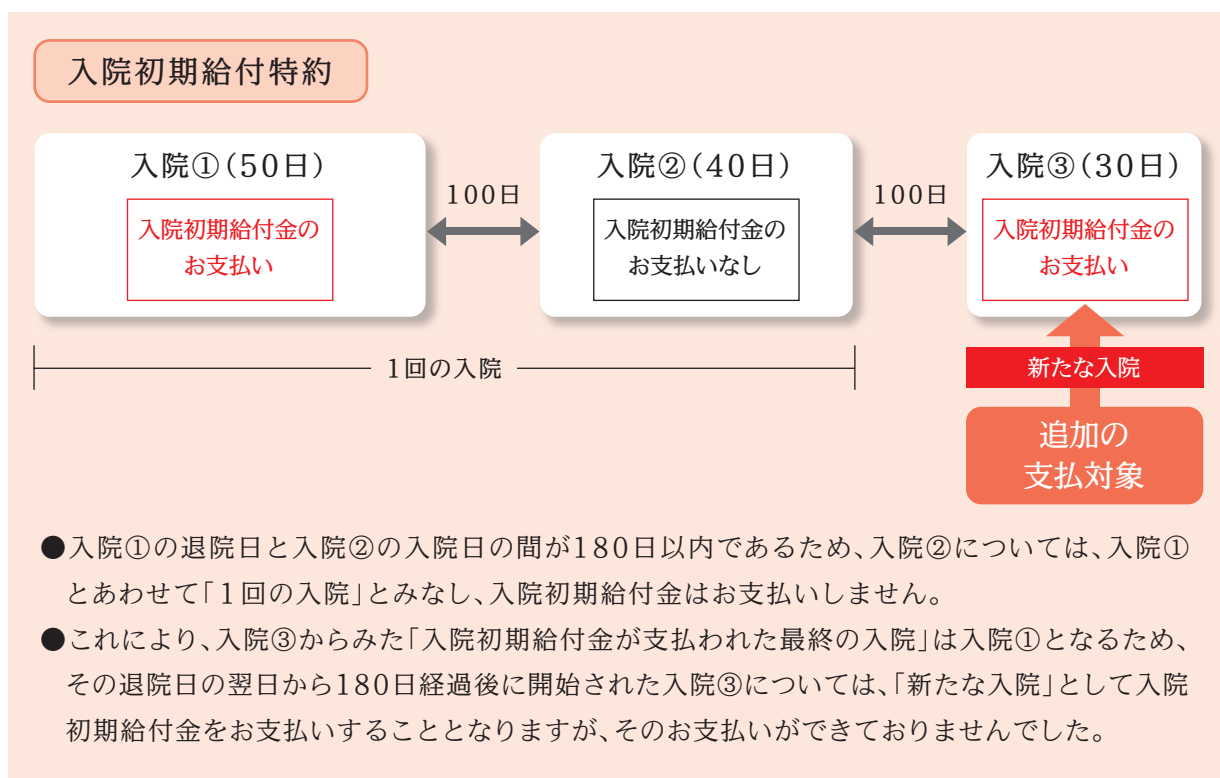 入院初期給付特約
入院①(50日)
入院初期給付金の
お支払い
100日
入院②(40日)
入院初期給付金の
お支払いなし
100日
入院③(30日)
入院初期給付金の
お支払い
1回の入院
新たな入院
追加の
支払対象
●入院①の退院日と入院②の入院日の間が180日以内であるため、入院②については、入院①
とあわせて「1回の入院」とみなし、入院初期給付金はお支払いしません。
●これにより、入院③からみた「入院初期給付金が支払われた最終の入院」は入院①となるため、
その退院日の翌日から180日経過後に開始された入院③については、「新たな入院」として入院
初期給付金をお支払いすることとなりますが、そのお支払いができておりませんでした。